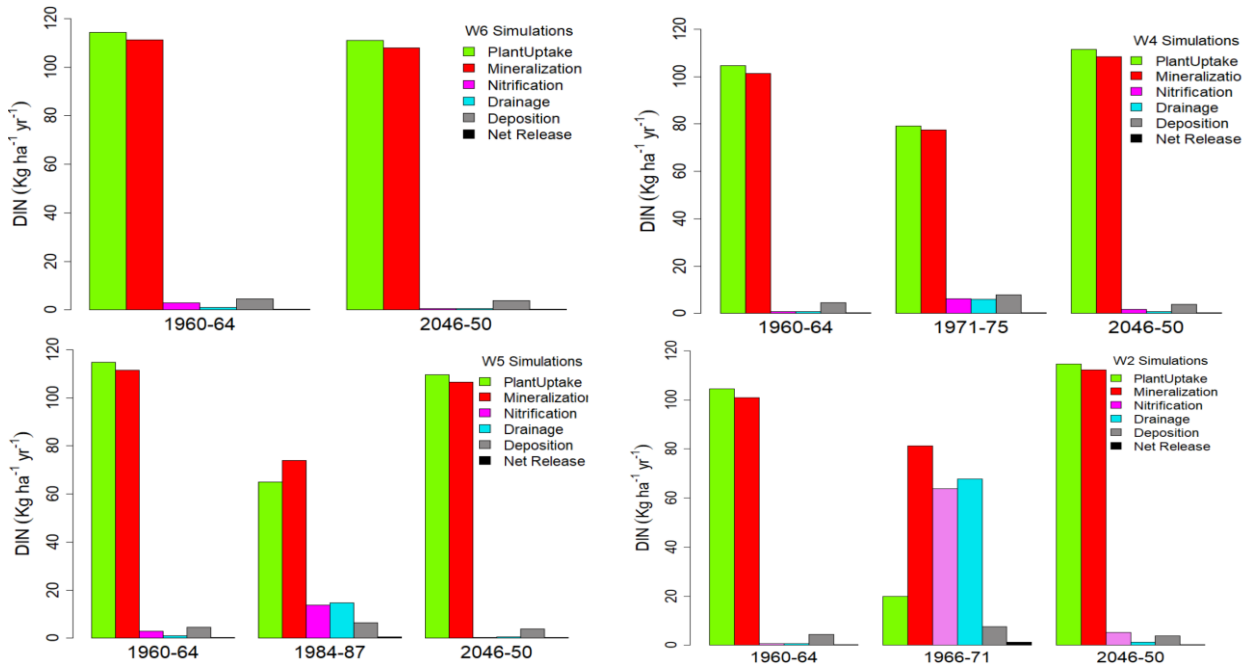 W6 Simulations
PlantUptake
Mineralization
Nitrification
Drainage
Deposition
Net Release
DIN (Kg ha⁻¹ yr⁻¹)
0 20 40 60 80 100 120
1960-64 2046-50
W4 Simulations
PlantUptake
Mineralizatio
Nitrification
Drainage
Deposition
Net Release
DIN (Kg ha⁻¹ yr⁻¹)
0 20 40 60 80 100 120
1960-64 1971-75 2046-50
W5 Simulations
PlantUptake
Mineralization
Nitrification
Drainage
Deposition
Net Release
DIN (Kg ha⁻¹ yr⁻¹)
0 20 40 60 80 100 120
1960-64 1984-87 2046-50
W2 Simulations
PlantUptake
Mineralization
Nitrification
Drainage
Deposition
Net Release
DIN (Kg ha⁻¹ yr⁻¹)
0 20 40 60 80 100 120
1960-64 1966-71 2046-50